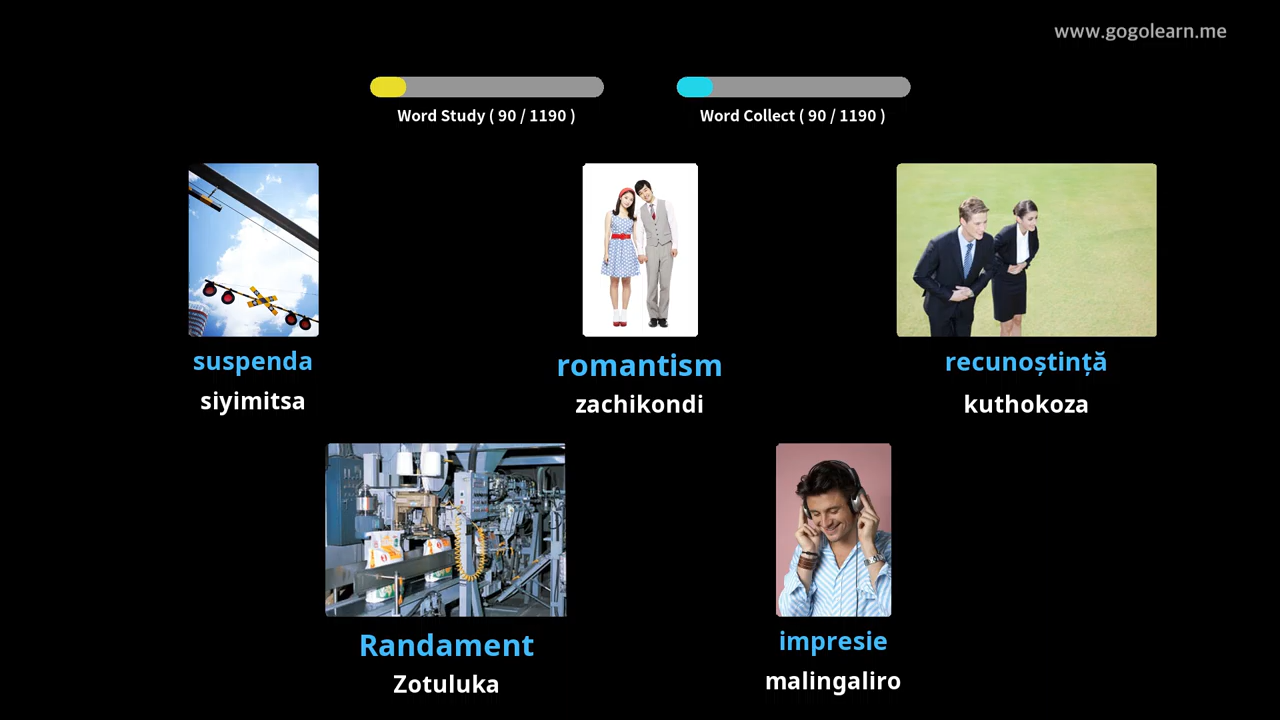 www.gogolearn.me
Word Study ( 90 / 1190 )
Word Collect ( 90 / 1190 )
suspenda
siyimitsa
romantism
zachikondi
recunoștință
kuthokoza
Randament
Zotuluka
impresie
malingaliro